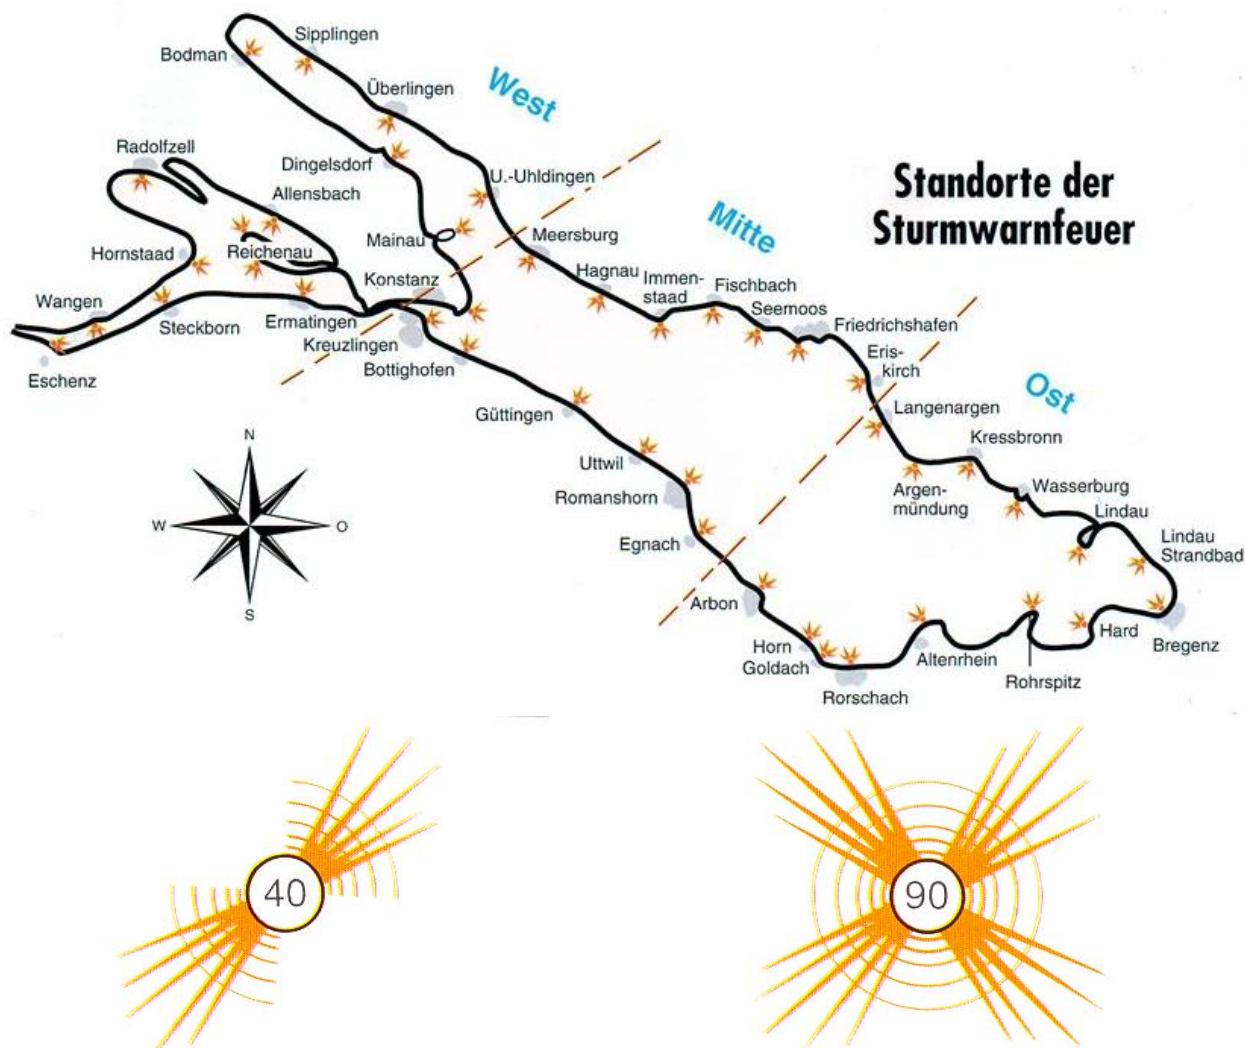 Sipplingen
Bodman
West
Überlingen
Radolfzell
Dingelsdorf
U.-Uhldingen
Standorte der
Sturmwarnfeuer
Allensbach
Mitte
Mainau
Meersburg
Hornstaad
Reichenau
Konstanz
Hagnau
Immen-
staad
Fischbach
Wangen
Seemoos
Steckborn
Ermatingen
Friedrichshafen
Kreuzlingen
Eris-
kirch
Bottighofen
Eschenz
Ost
Güttingen
Langenargen
N
Kressbronn
Uttwil
Argen-
mündung
Wasserburg
Romanshorn
Lindau
W
O
Egnach
Lindau
Strandbad
Arbon
S
Horn
Goldach
Altenrhein
Hard
Bregenz
Rohrspitz
Rorschach
40
90